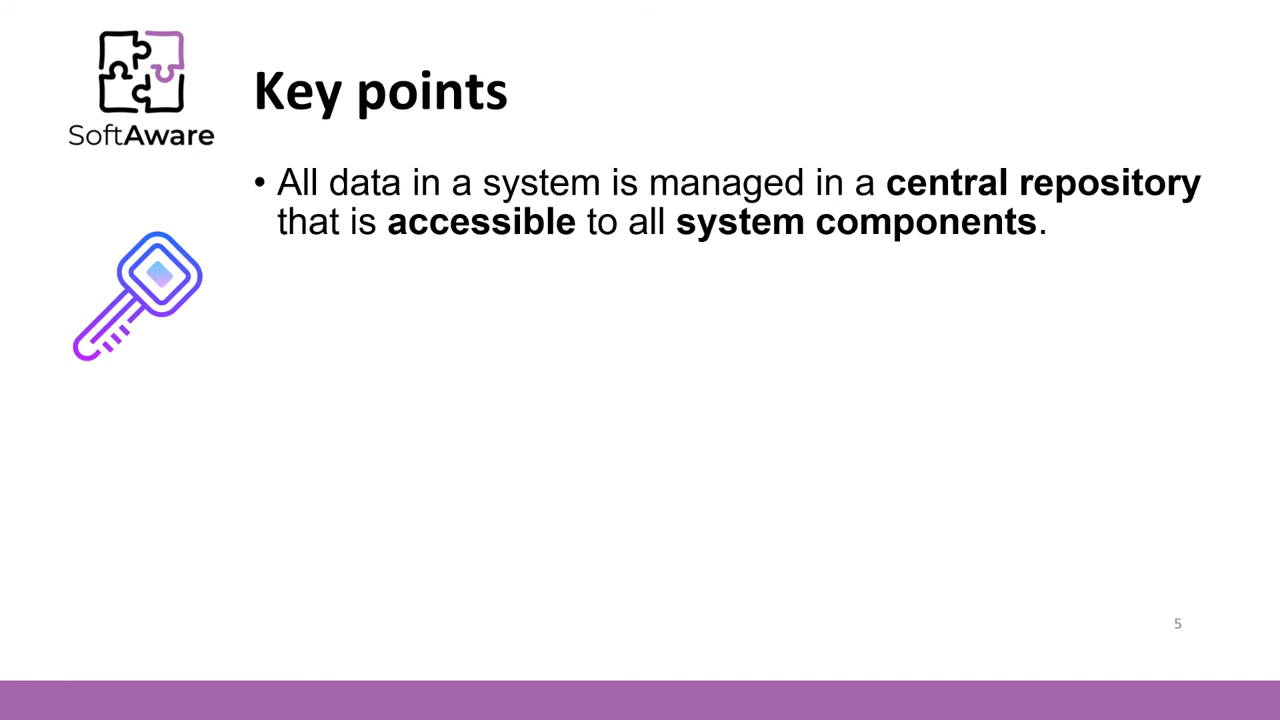 SoftAware
Key points
• All data in a system is managed in a central repository
that is accessible to all system components.
5